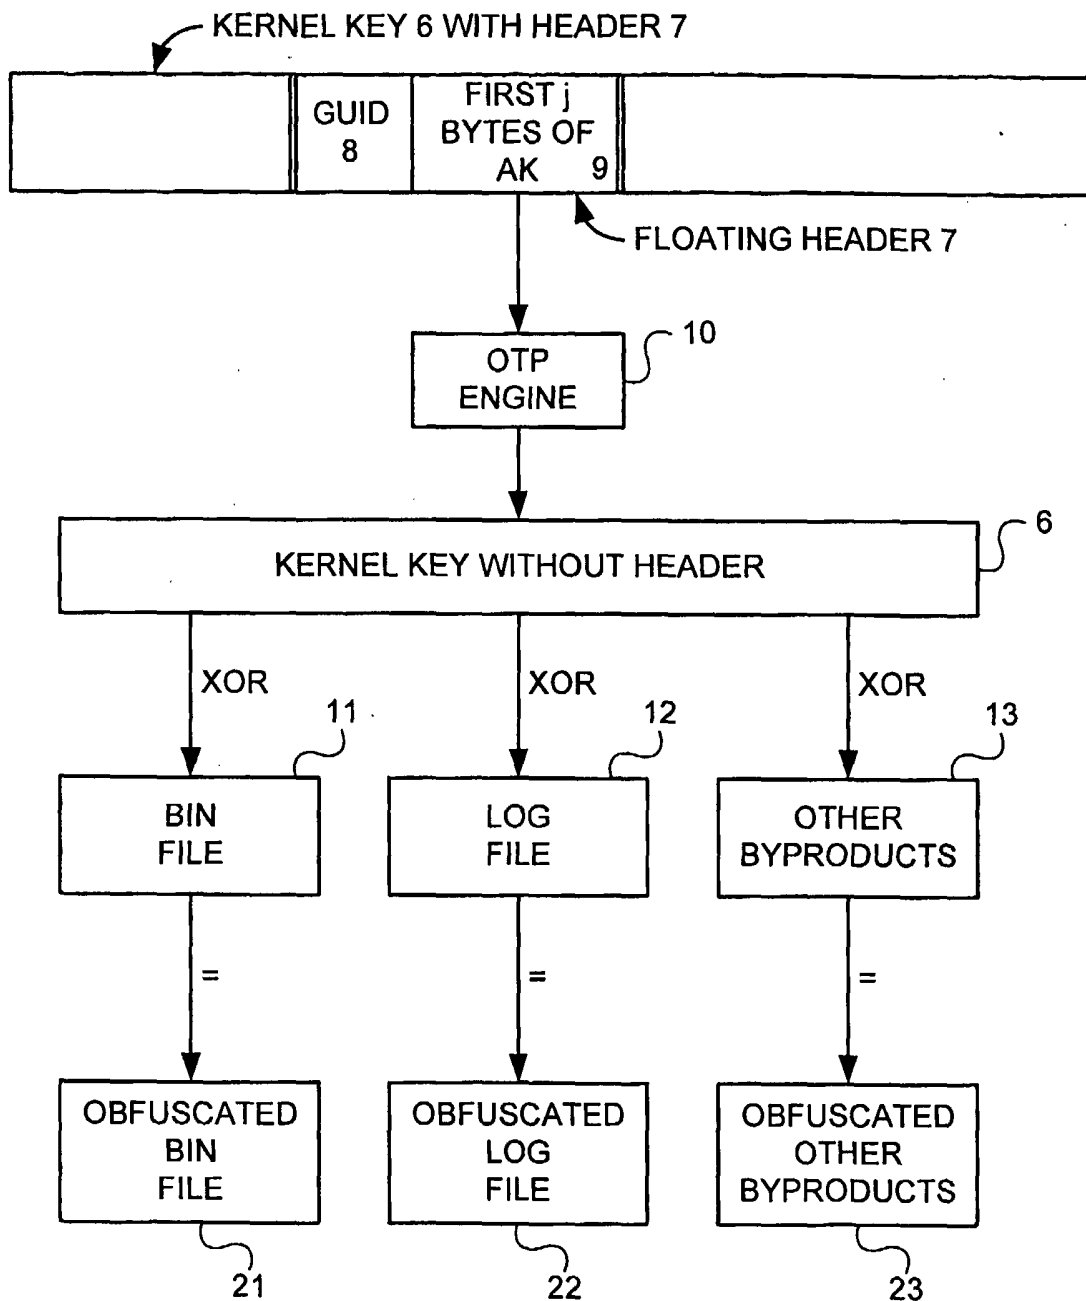 KERNEL KEY 6 WITH HEADER 7
GUID
8
FIRST j
BYTES OF
AK 9
FLOATING HEADER 7
10
OTP
ENGINE
6
KERNEL KEY WITHOUT HEADER
XOR
XOR
XOR
11
12
13
BIN
FILE
LOG
FILE
OTHER
BYPRODUCTS
=
=
=
OBFUSCATED
BIN
FILE
OBFUSCATED
LOG
FILE
OBFUSCATED
OTHER
BYPRODUCTS
21
22
23